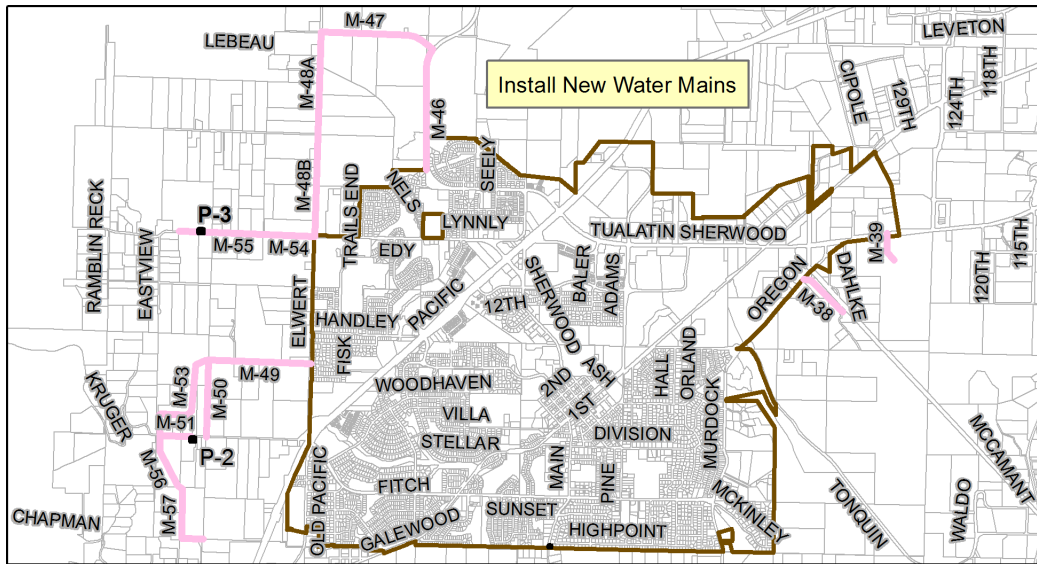 M-47
LEBEAU
LEVETON
Install New Water Mains
M-48A
CIPOLE
129TH
124TH
118TH
M-46
SEELY
M-48B
TRAILS END
NELS
LYNNLY
TUALATIN SHERWOOD
RAMBLIN RECK
EASTVIEW
P-3
M-55
M-54
EDY
M-39
115TH
120TH
SHERWOOD
BALER
ADAMS
OREGON
DAHLKE
M-38
PACIFIC
12TH
ELWERT
HANDLEY
FISK
M-49
M-53
M-50
KRUGER
WOODHAVEN
2ND
ASH
1ST
HALL
ORLAND
MURDOCK
VILLA
M-51
P-2
STELLAR
DIVISION
MAIN
PINE
M-56
M-57
FITCH
CHAPMAN
OLD PACIFIC
GALEWOOD
SUNSET
HIGHPOINT
MCKINLEY
TONQUIN
MCCAMANT
WALDO